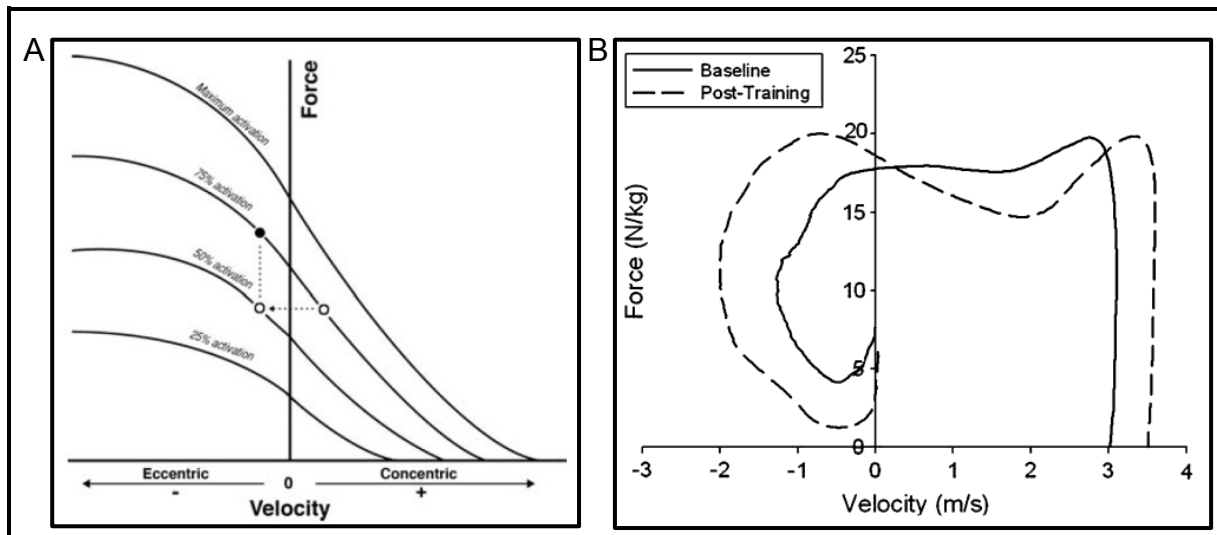 A
Force
Maximum activation
75% activation
50% activation
25% activation
Eccentric
0
Concentric
-
+
Velocity
B
Baseline
Post-Training
25
20
15
10
5
0
Force (N/kg)
-3
-2
-1
0
1
2
3
4
Velocity (m/s)